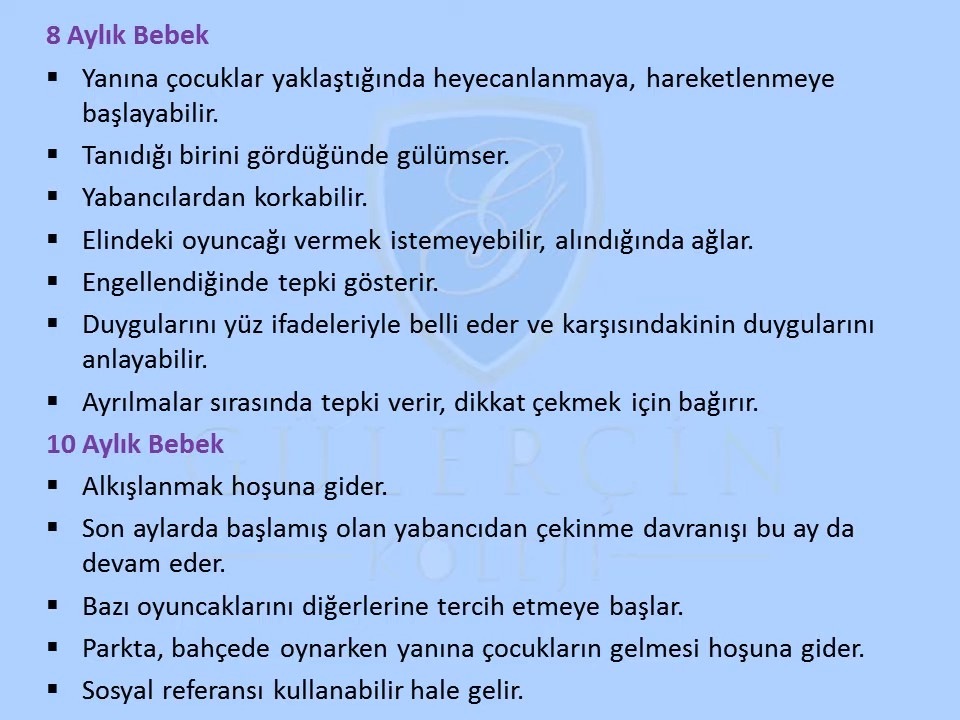 8 Aylık Bebek
▪ Yanına çocuklar yaklaştığında heyecanlanmaya, hareketlenmeye
başlayabilir.
▪ Tanıdığı birini gördüğünde gülümser.
▪ Yabancılardan korkabilir.
▪ Elindeki oyuncağı vermek istemeyebilir, alındığında ağlar.
▪ Engellendiğinde tepki gösterir.
▪ Duygularını yüz ifadeleriyle belli eder ve karşısındakinin duygularını
anlayabilir.
▪ Ayrılmalar sırasında tepki verir, dikkat çekmek için bağırır.
10 Aylık Bebek
▪ Alkışlanmak hoşuna gider.
▪ Son aylarda başlamış olan yabancıdan çekinme davranışı bu ay da
devam eder.
▪ Bazı oyuncaklarını diğerlerine tercih etmeye başlar.
▪ Parkta, bahçede oynarken yanına çocukların gelmesi hoşuna gider.
▪ Sosyal referansı kullanabilir hale gelir.
G
GÜLERÇİN
KOLEJİ